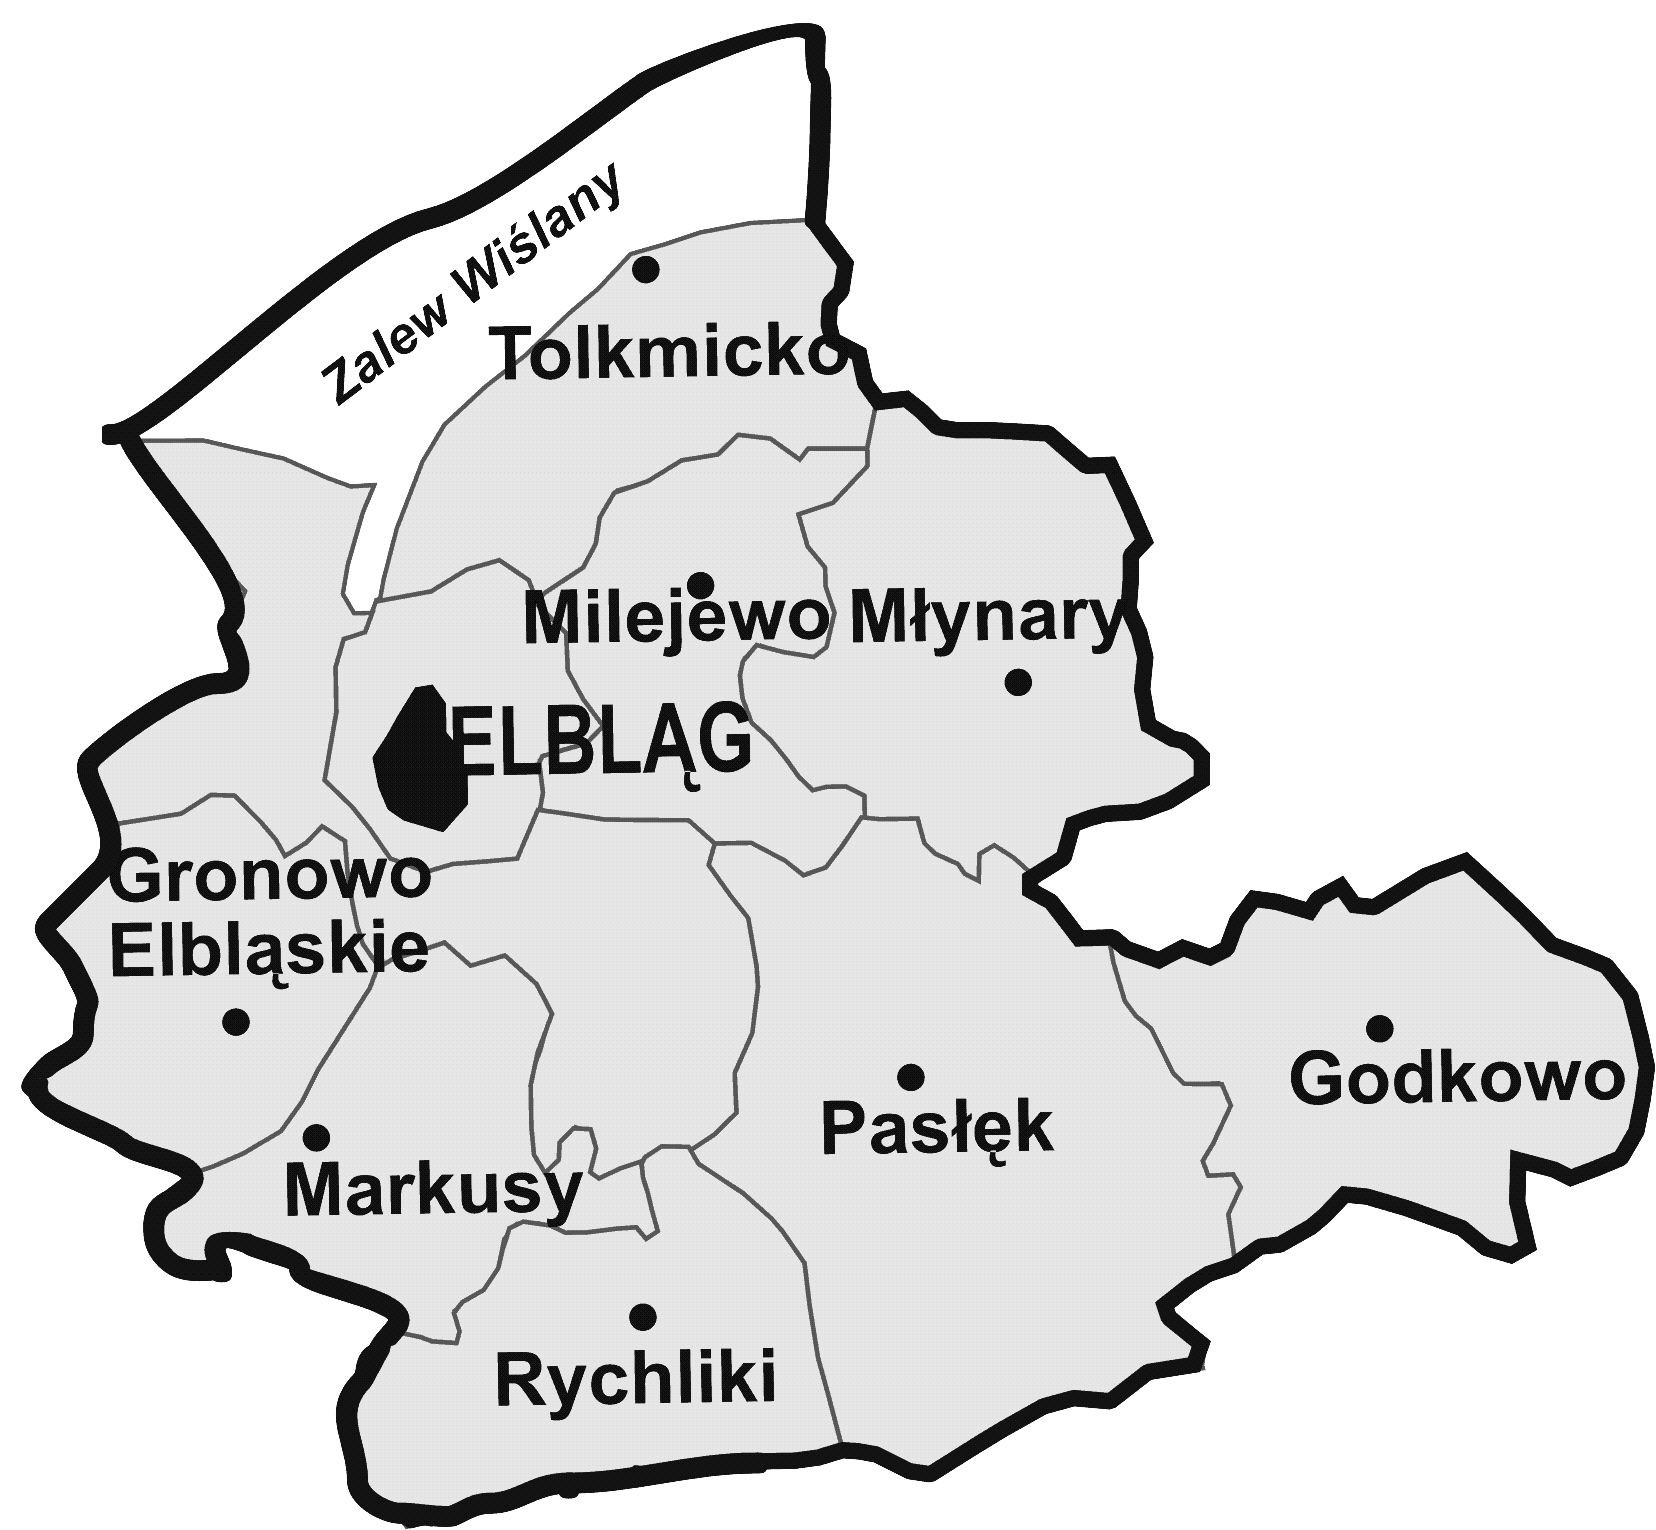 Zalew Wiślany
Tolkmicko
Milejewo
Młynary
ELBLĄG
Gronowo
Elbląskie
Godkowo
Pasłęk
Markusy
Rychliki